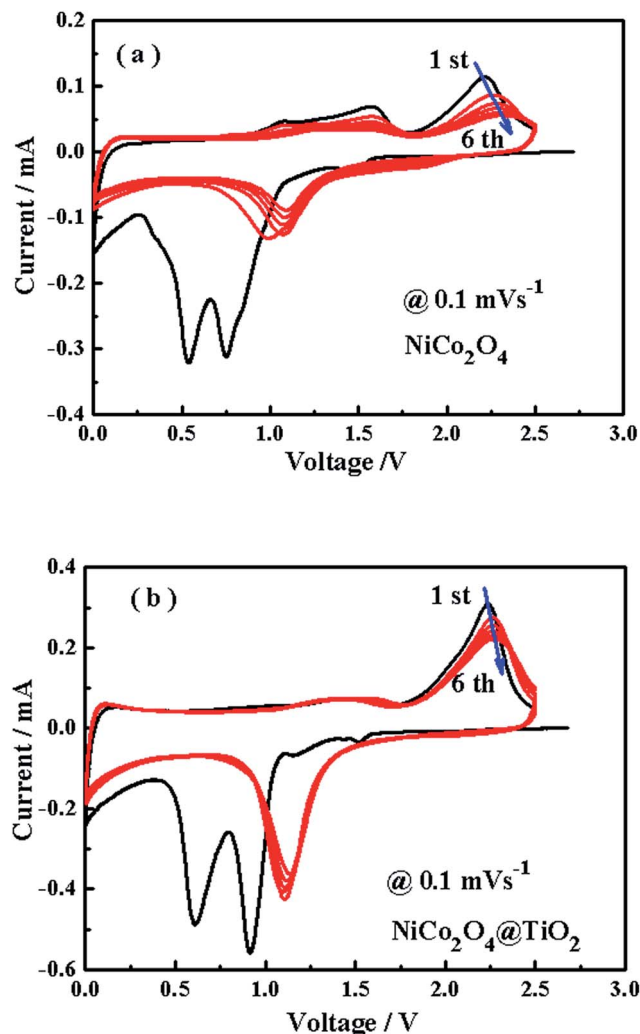 ( a )
0.2
0.1
0.0
-0.1
-0.2
-0.3
-0.4
Current / mA
1 st
6 th
@ 0.1 mVs⁻¹
NiCo₂O₄
0.0 0.5 1.0 1.5 2.0 2.5 3.0
Voltage /V
( b )
0.4
0.2
0.0
-0.2
-0.4
-0.6
Current / mA
1 st
6 th
@ 0.1 mVs⁻¹
NiCo₂O₄@TiO₂
0.0 0.5 1.0 1.5 2.0 2.5 3.0
Voltage / V